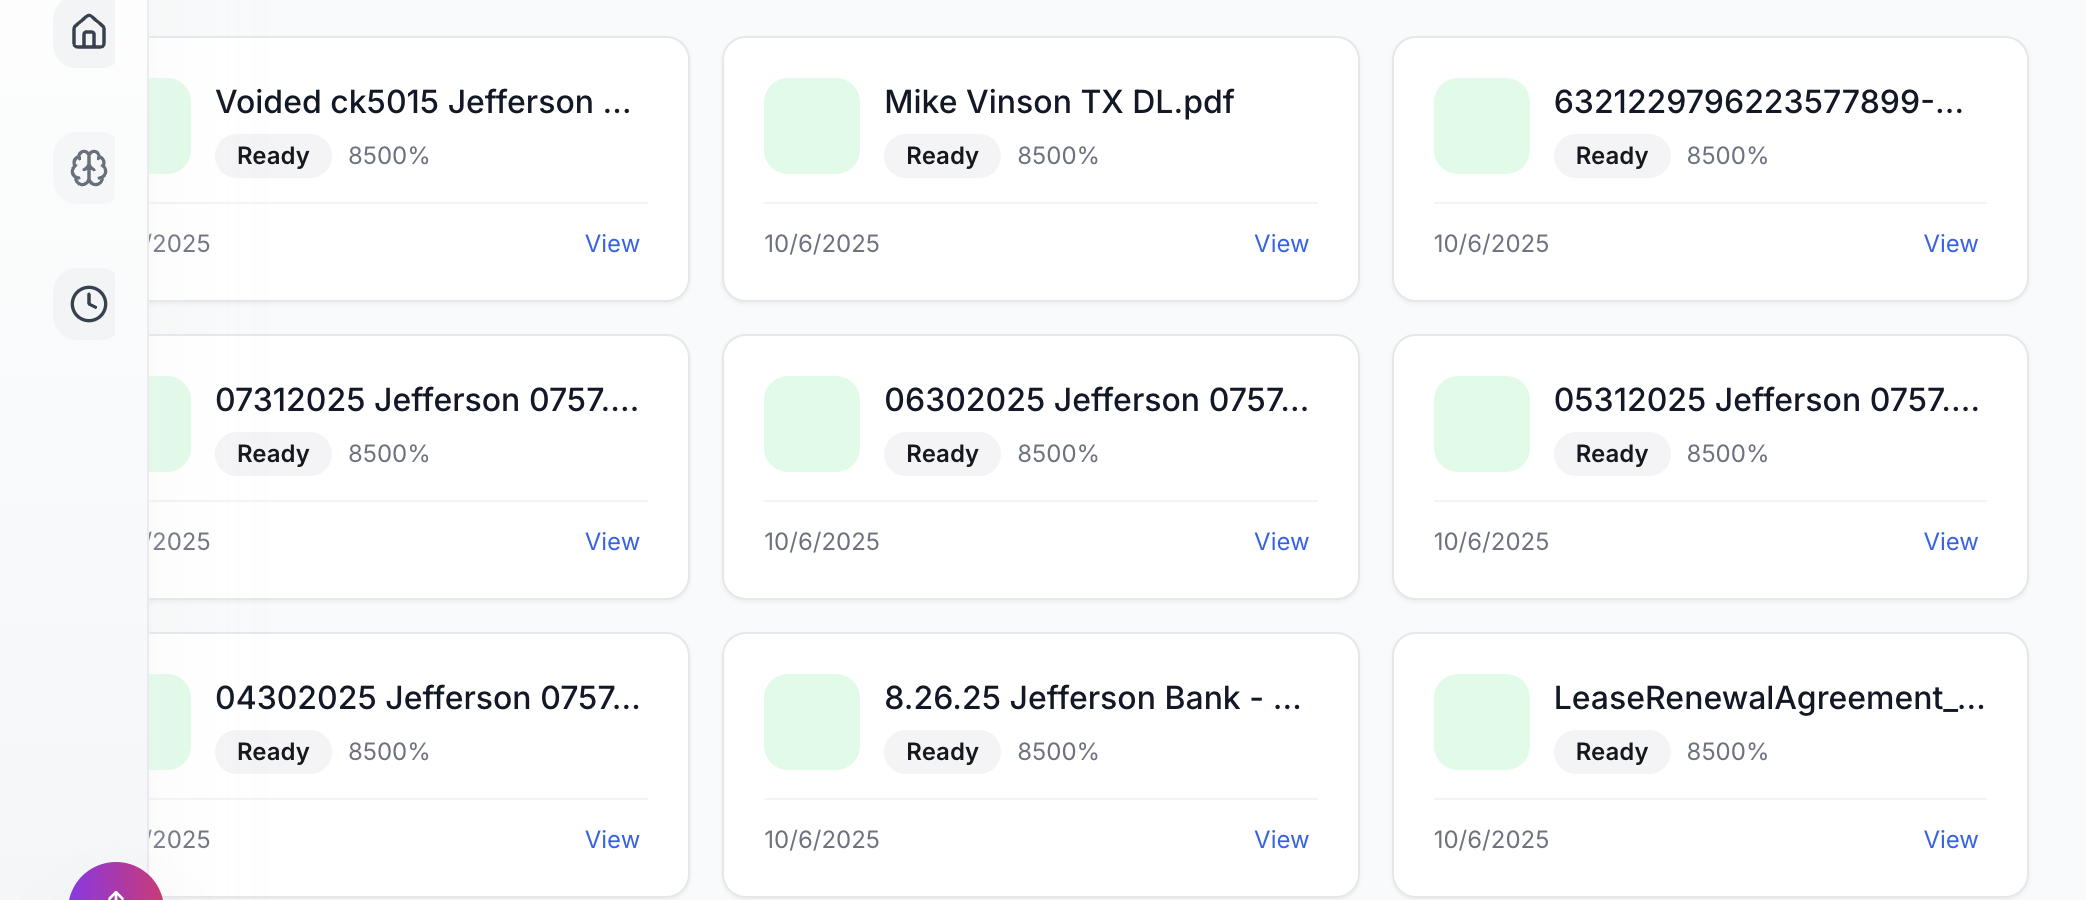 Voided ck5015 Jefferson ...
Ready 8500%
/2025 View
Mike Vinson TX DL.pdf
Ready 8500%
10/6/2025 View
6321229796223577899-...
Ready 8500%
10/6/2025 View
07312025 Jefferson 0757....
Ready 8500%
/2025 View
06302025 Jefferson 0757...
Ready 8500%
10/6/2025 View
05312025 Jefferson 0757....
Ready 8500%
10/6/2025 View
04302025 Jefferson 0757...
Ready 8500%
/2025 View
8.26.25 Jefferson Bank - ...
Ready 8500%
10/6/2025 View
LeaseRenewalAgreement_...
Ready 8500%
10/6/2025 View